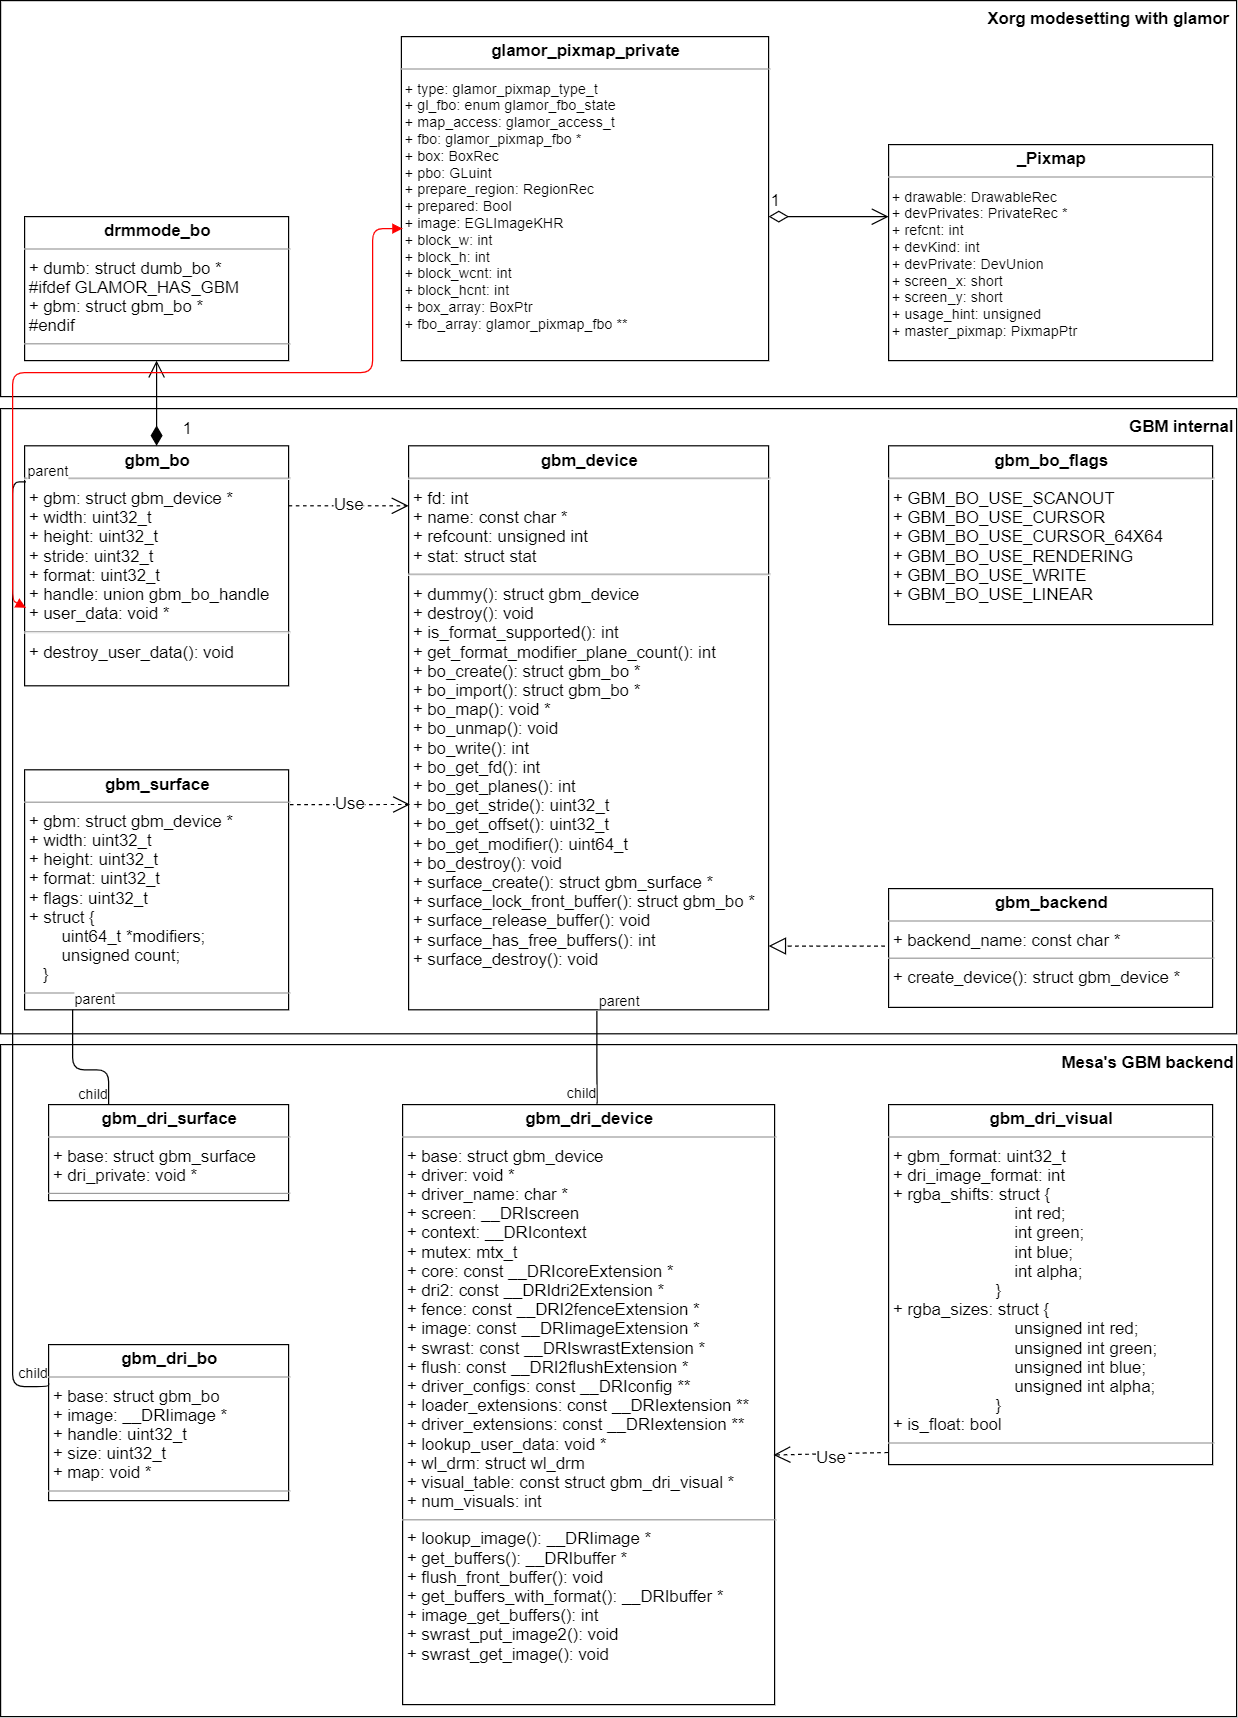 Xorg modesetting with glamor
glamor_pixmap_private
+ type: glamor_pixmap_type_t
+ gl_fbo: enum glamor_fbo_state
+ map_access: glamor_access_t
+ fbo: glamor_pixmap_fbo *
+ box: BoxRec
+ pbo: GLuint
+ prepare_region: RegionRec
+ prepared: Bool
+ image: EGLImageKHR
+ block_w: int
+ block_h: int
+ block_wcnt: int
+ block_hcnt: int
+ box_array: BoxPtr
+ fbo_array: glamor_pixmap_fbo **
1
_Pixmap
+ drawable: DrawableRec
+ devPrivates: PrivateRec *
+ refcnt: int
+ devKind: int
+ devPrivate: DevUnion
+ screen_x: short
+ screen_y: short
+ usage_hint: unsigned
+ master_pixmap: PixmapPtr
drmmode_bo
+ dumb: struct dumb_bo *
#ifdef GLAMOR_HAS_GBM
+ gbm: struct gbm_bo *
#endif
1
GBM internal
gbm_bo
parent
+ gbm: struct gbm_device *
+ width: uint32_t
+ height: uint32_t
+ stride: uint32_t
+ format: uint32_t
+ handle: union gbm_bo_handle
+ user_data: void *
+ destroy_user_data(): void
Use
gbm_device
+ fd: int
+ name: const char *
+ refcount: unsigned int
+ stat: struct stat
+ dummy(): struct gbm_device
+ destroy(): void
+ is_format_supported(): int
+ get_format_modifier_plane_count(): int
+ bo_create(): struct gbm_bo *
+ bo_import(): struct gbm_bo *
+ bo_map(): void *
+ bo_unmap(): void
+ bo_write(): int
+ bo_get_fd(): int
+ bo_get_planes(): int
+ bo_get_stride(): uint32_t
+ bo_get_offset(): uint32_t
+ bo_get_modifier(): uint64_t
+ bo_destroy(): void
+ surface_create(): struct gbm_surface *
+ surface_lock_front_buffer(): struct gbm_bo *
+ surface_release_buffer(): void
+ surface_has_free_buffers(): int
+ surface_destroy(): void
parent
gbm_bo_flags
+ GBM_BO_USE_SCANOUT
+ GBM_BO_USE_CURSOR
+ GBM_BO_USE_CURSOR_64X64
+ GBM_BO_USE_RENDERING
+ GBM_BO_USE_WRITE
+ GBM_BO_USE_LINEAR
gbm_surface
+ gbm: struct gbm_device *
+ width: uint32_t
+ height: uint32_t
+ format: uint32_t
+ flags: uint32_t
+ struct {
uint64_t *modifiers;
unsigned count;
}
parent
Use
gbm_backend
+ backend_name: const char *
+ create_device(): struct gbm_device *
Mesa's GBM backend
child
gbm_dri_surface
+ base: struct gbm_surface
+ dri_private: void *
child
gbm_dri_device
+ base: struct gbm_device
+ driver: void *
+ driver_name: char *
+ screen: __DRIscreen
+ context: __DRIcontext
+ mutex: mtx_t
+ core: const __DRIcoreExtension *
+ dri2: const __DRIdri2Extension *
+ fence: const __DRI2fenceExtension *
+ image: const __DRIimageExtension *
+ swrast: const __DRIswrastExtension *
+ flush: const __DRI2flushExtension *
+ driver_configs: const __DRIconfig **
+ loader_extensions: const __DRIextension **
+ driver_extensions: const __DRIextension **
+ lookup_user_data: void *
+ wl_drm: struct wl_drm
+ visual_table: const struct gbm_dri_visual *
+ num_visuals: int
+ lookup_image(): __DRIimage *
+ get_buffers(): __DRIbuffer *
+ flush_front_buffer(): void
+ get_buffers_with_format(): __DRIbuffer *
+ image_get_buffers(): int
+ swrast_put_image2(): void
+ swrast_get_image(): void
gbm_dri_visual
+ gbm_format: uint32_t
+ dri_image_format: int
+ rgba_shifts: struct {
int red;
int green;
int blue;
int alpha;
}
+ rgba_sizes: struct {
unsigned int red;
unsigned int green;
unsigned int blue;
unsigned int alpha;
}
+ is_float: bool
Use
child
gbm_dri_bo
+ base: struct gbm_bo
+ image: __DRIimage *
+ handle: uint32_t
+ size: uint32_t
+ map: void *